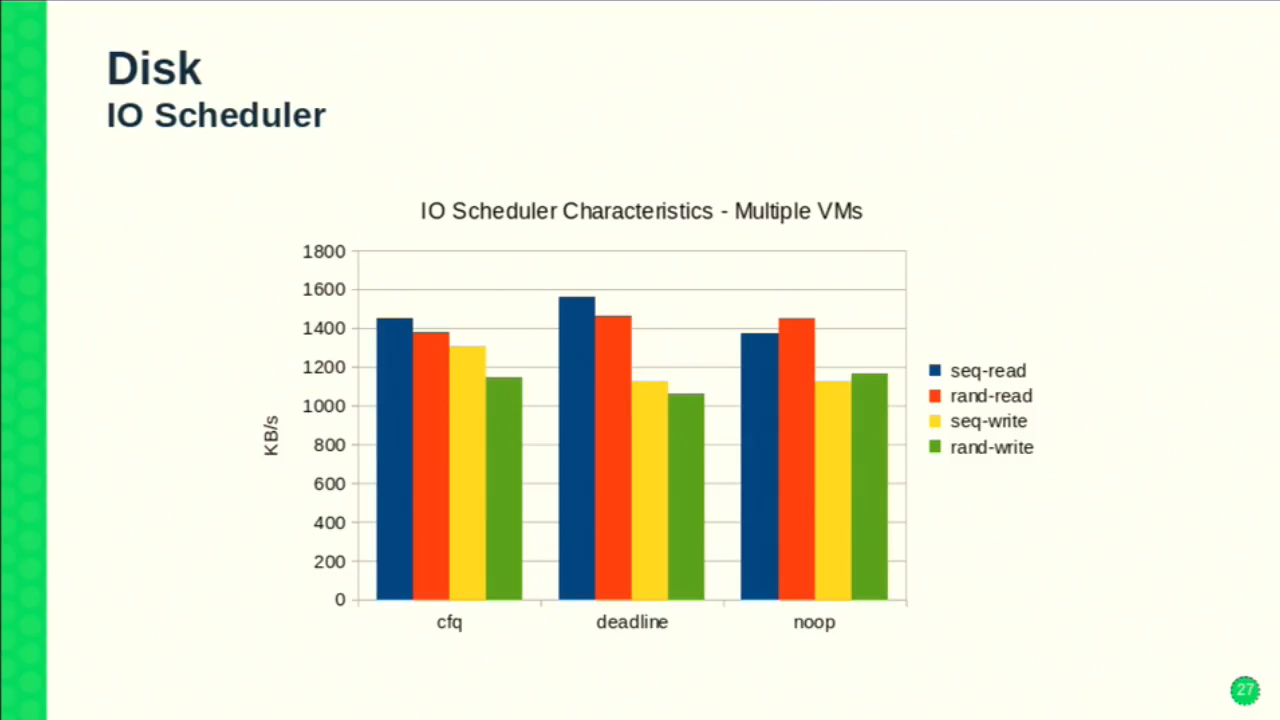 Disk
IO Scheduler
IO Scheduler Characteristics - Multiple VMs
1800
1600
1400
1200
1000
800
600
400
200
0
KB/s
cfq
deadline
noop
seq-read
rand-read
seq-write
rand-write
27